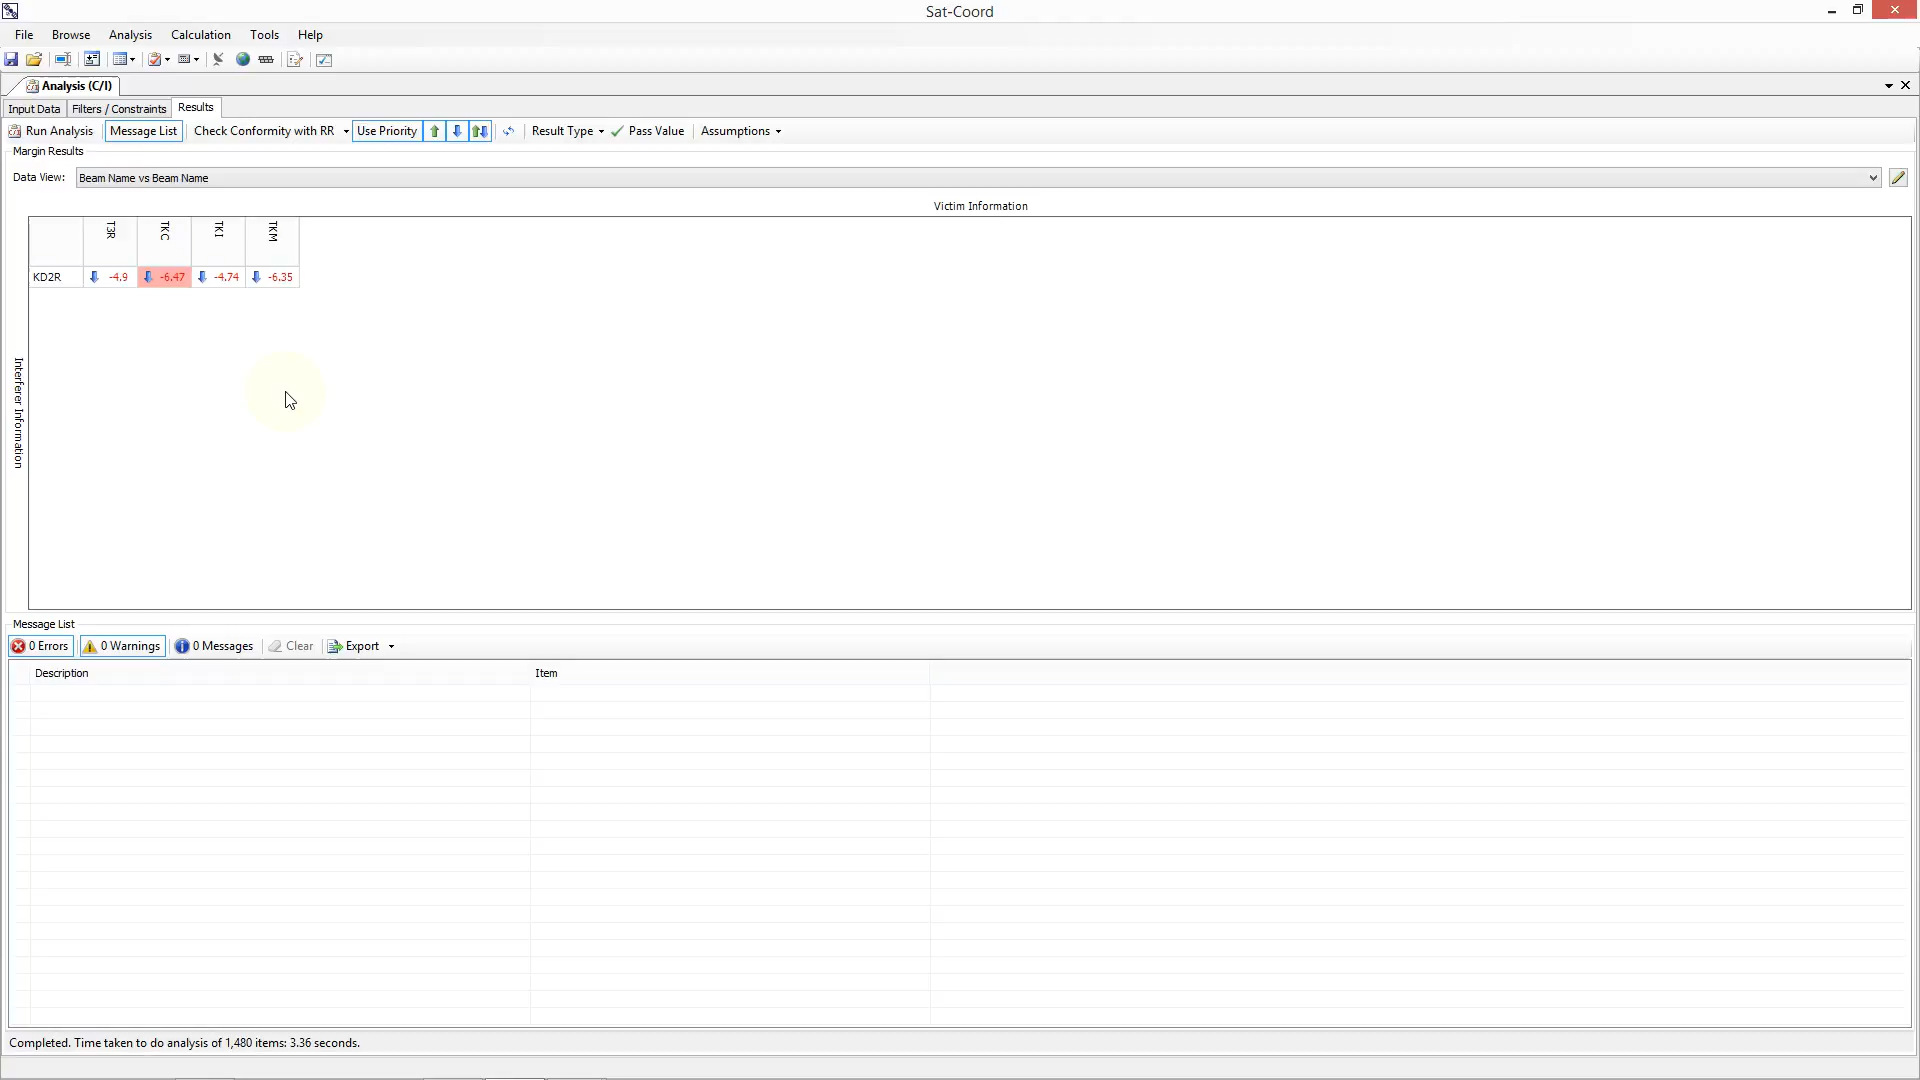 Sat-Coord
File Browse Analysis Calculation Tools Help
Analysis (C/I)
Input Data Filters / Constraints Results
Run Analysis Message List Check Conformity with RR Use Priority Result Type Pass Value Assumptions
Margin Results
Data View: Beam Name vs Beam Name
Victim Information
T3R TKC TKI TKM
KD2R -4.9 -6.47 -4.74 -6.35
Interferer Information
Message List
0 Errors 0 Warnings 0 Messages Clear Export
Description Item
Completed. Time taken to do analysis of 1,480 items: 3.36 seconds.